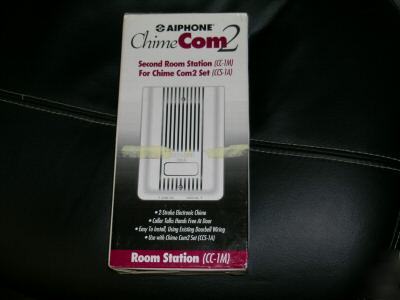 AIPHONE®
ChimeCom2
Second Room Station (CC-1M)
For Chime Com2 Set (CCS-1A)
• 2 Stroke Electronic Chime
• Caller Talks Hands Free At Door
• Easy To Install, Using Existing Doorbell Wiring
• Use with Chime Com2 Set (CCS-1A)
Room Station (CC-1M)